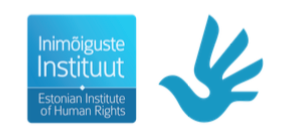 Inimõiguste
Instituut
Estonian Institute
of Human Rights